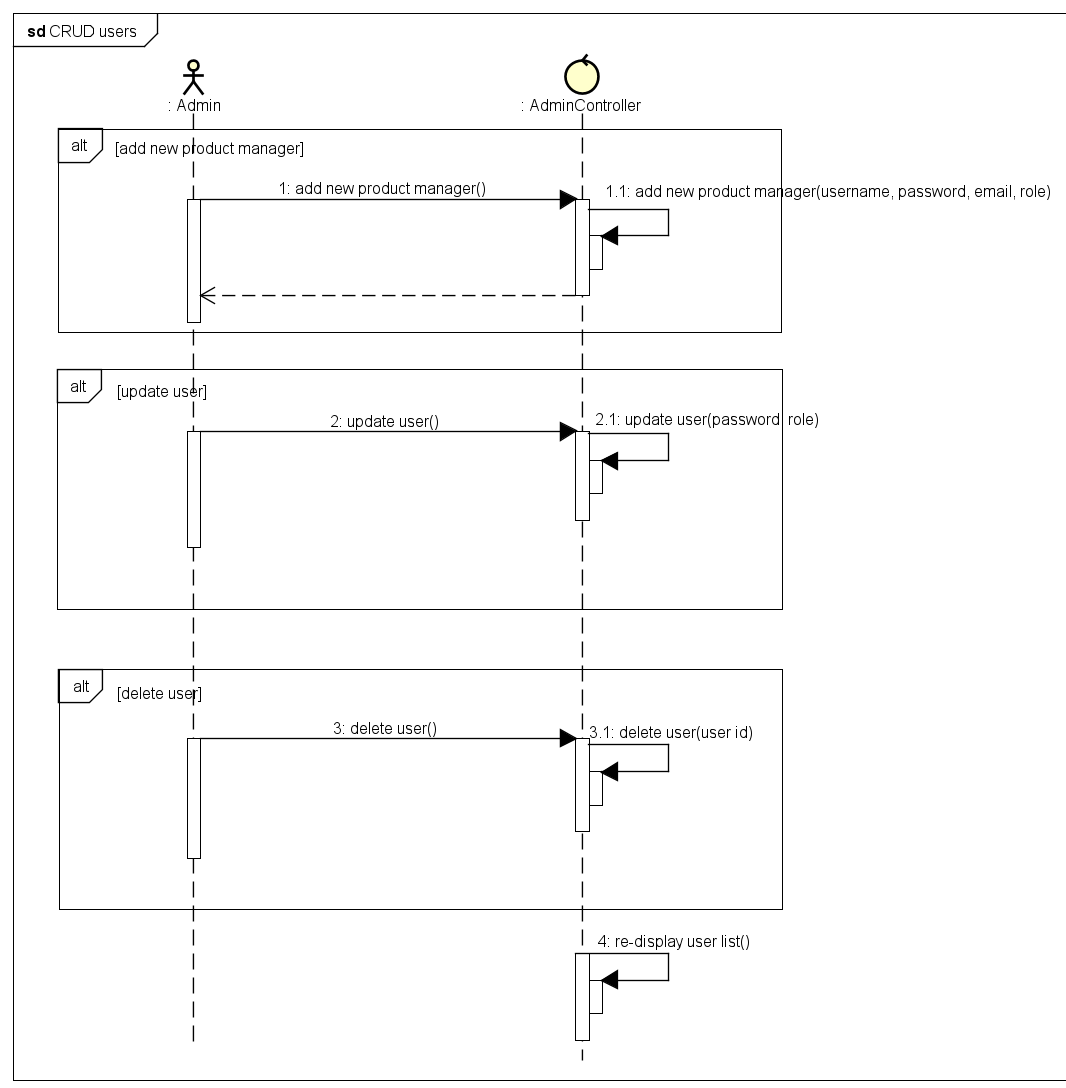 sd CRUD users
: Admin
: AdminController
alt
[add new product manager]
1: add new product manager()
1.1: add new product manager(username, password, email, role)
alt
[update user]
2: update user()
2.1: update user(password, role)
alt
[delete user]
3: delete user()
3.1: delete user(user id)
4: re-display user list()